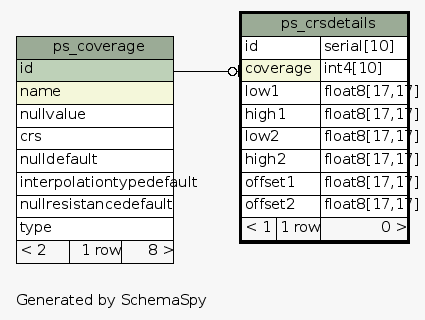 ps_coverage
id
name
nullvalue
crs
nulldefault
interpolationtypedefault
nullresistancedefault
type
< 2 1 row 8 >
ps_crsdetails
id serial[10]
coverage int4[10]
low1 float8[17,17]
high1 float8[17,17]
low2 float8[17,17]
high2 float8[17,17]
offset1 float8[17,17]
offset2 float8[17,17]
< 1 1 row 0 >
Generated by SchemaSpy